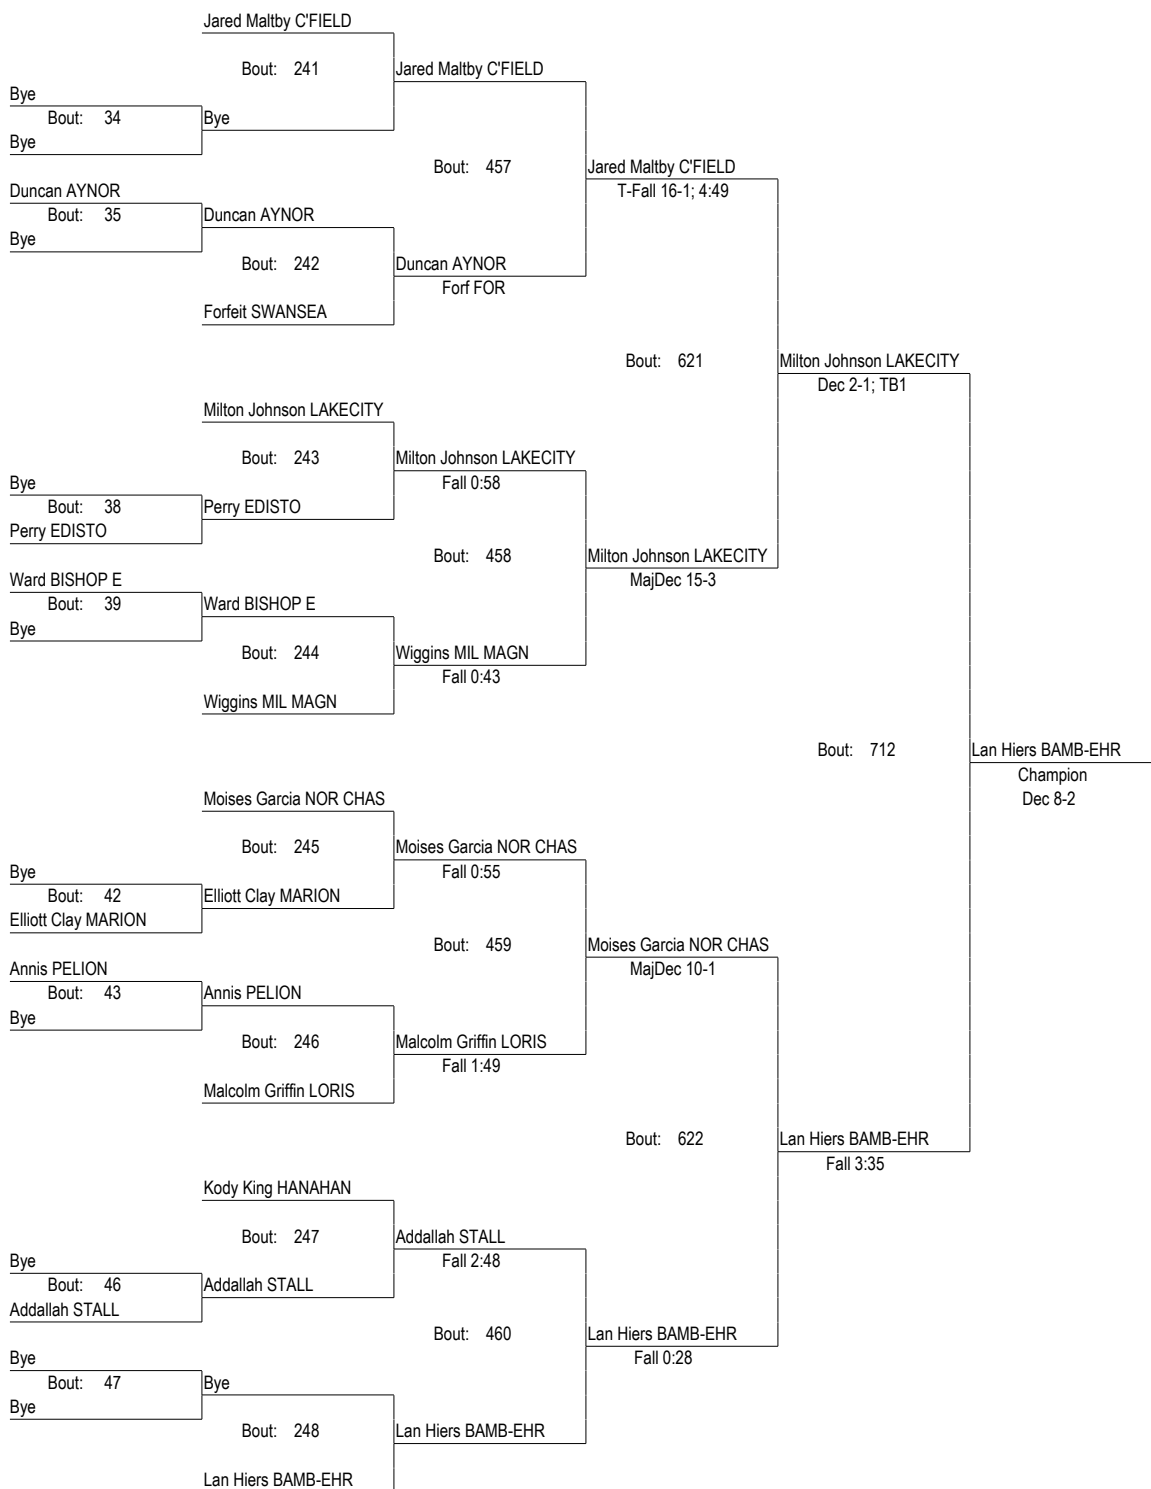 Jared Maltby C'FIELD
Bout: 241
Jared Maltby C'FIELD
Bye
Bout: 34
Bye
Bye
Bout: 457
Jared Maltby C'FIELD
T-Fall 16-1; 4:49
Duncan AYNOR
Bout: 35
Duncan AYNOR
Bye
Bout: 242
Duncan AYNOR
Forf FOR
Forfeit SWANSEA
Bout: 621
Milton Johnson LAKECITY
Dec 2-1; TB1
Milton Johnson LAKECITY
Bout: 243
Milton Johnson LAKECITY
Fall 0:58
Bye
Bout: 38
Perry EDISTO
Perry EDISTO
Bout: 458
Milton Johnson LAKECITY
MajDec 15-3
Ward BISHOP E
Bout: 39
Ward BISHOP E
Bye
Bout: 244
Wiggins MIL MAGN
Fall 0:43
Wiggins MIL MAGN
Bout: 712
Lan Hiers BAMB-EHR
Champion
Dec 8-2
Moises Garcia NOR CHAS
Bout: 245
Moises Garcia NOR CHAS
Fall 0:55
Bye
Bout: 42
Elliott Clay MARION
Elliott Clay MARION
Bout: 459
Moises Garcia NOR CHAS
MajDec 10-1
Annis PELION
Bout: 43
Annis PELION
Bye
Bout: 246
Malcolm Griffin LORIS
Fall 1:49
Malcolm Griffin LORIS
Bout: 622
Lan Hiers BAMB-EHR
Fall 3:35
Kody King HANAHAN
Bout: 247
Addallah STALL
Fall 2:48
Bye
Bout: 46
Addallah STALL
Addallah STALL
Bout: 460
Lan Hiers BAMB-EHR
Fall 0:28
Bye
Bout: 47
Bye
Bye
Bout: 248
Lan Hiers BAMB-EHR
Lan Hiers BAMB-EHR